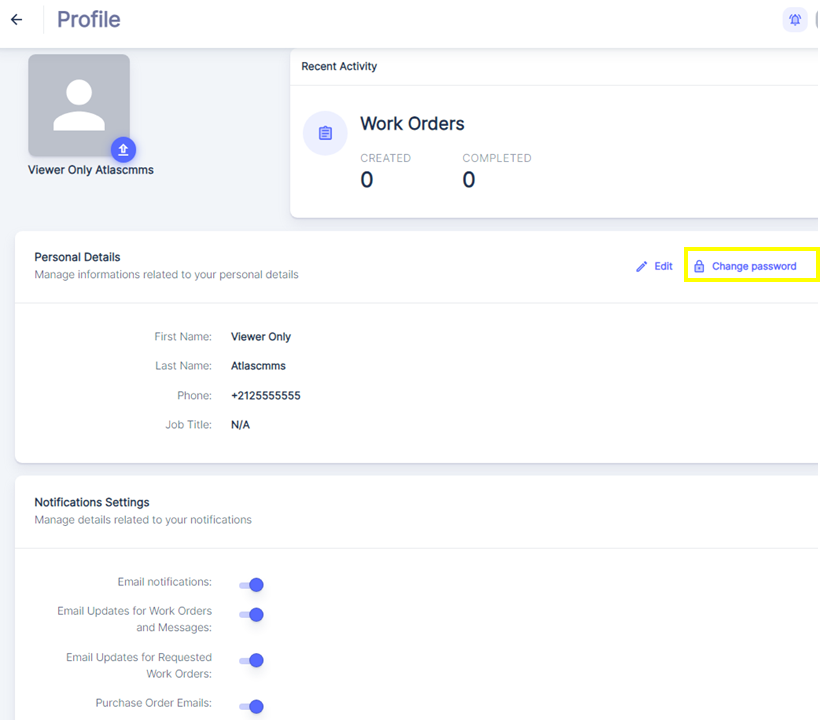 Profile
Recent Activity
Work Orders
CREATED COMPLETED
0 0
Viewer Only Atlascmms
Personal Details
Manage informations related to your personal details
Edit Change password
First Name: Viewer Only
Last Name: Atlascmms
Phone: +2125555555
Job Title: N/A
Notifications Settings
Manage details related to your notifications
Email notifications:
Email Updates for Work Orders
and Messages:
Email Updates for Requested
Work Orders:
Purchase Order Emails: